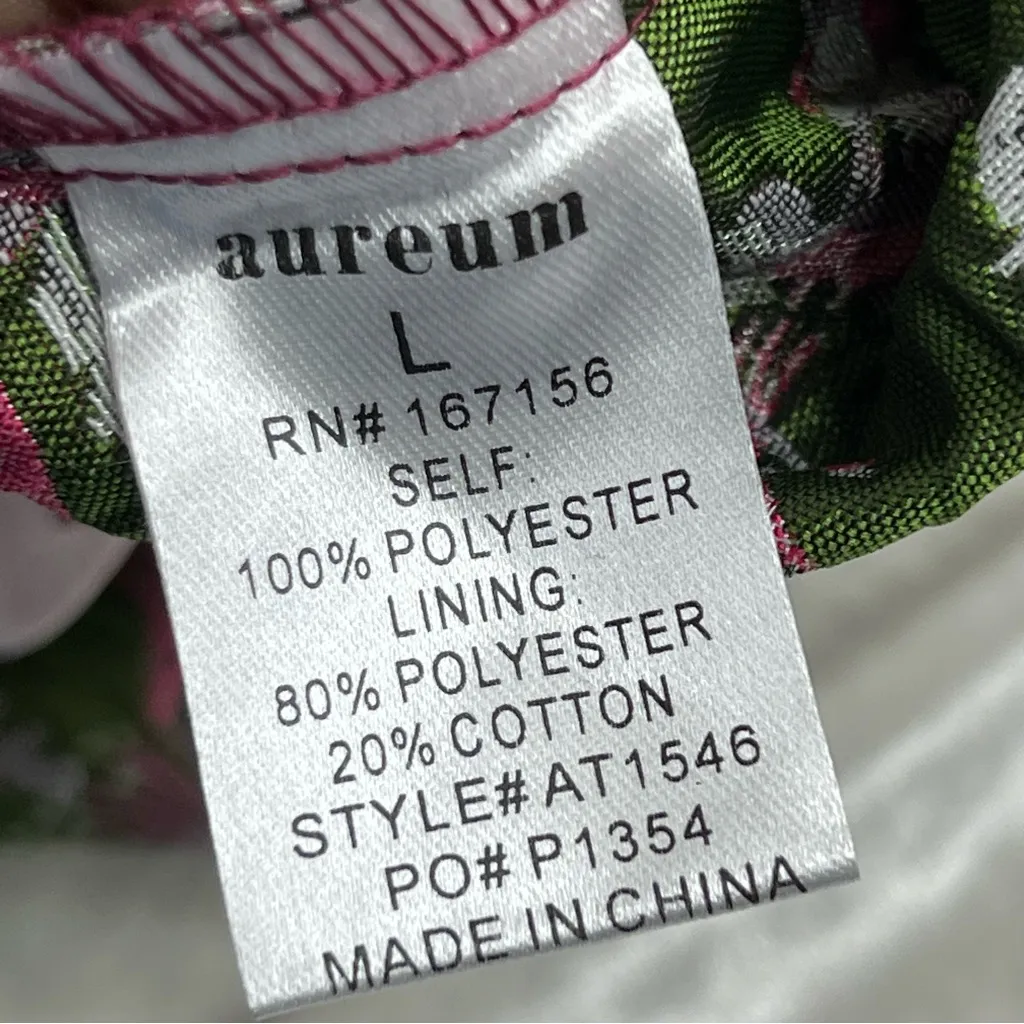 aureum
L
RN# 167156
SELF:
100% POLYESTER
LINING:
80% POLYESTER
20% COTTON
STYLE# AT1546
PO# P1354
MADE IN CHINA